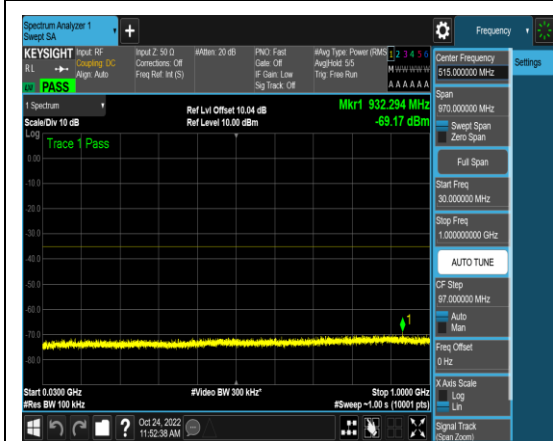 Spectrum Analyzer 1
Swept SA
+
Frequency
KEYSIGHT
RL
PASS
Input: RF
Coupling: DC
Align: Auto
Input Z: 50 Ω
Corrections: Off
Freq Ref: Int (S)
#Atten: 20 dB
PNO: Fast
Gate: Off
IF Gain: Low
Sig Track: Off
#Avg Type: Power (RMS
Avg|Hold: 5/5
Trig: Free Run
1 2 3 4 5 6
M W W W W W
A A A A A A
1 Spectrum
Scale/Div 10 dB
Log
Ref Lvl Offset 10.04 dB
Ref Level 10.00 dBm
Mkr1 932.294 MHz
-69.17 dBm
Trace 1 Pass
0.00
-10.0
-20.0
-30.0
-40.0
-50.0
-60.0
-70.0
-80.0
1
Start 0.0300 GHz
#Res BW 100 kHz
#Video BW 300 kHz*
Stop 1.0000 GHz
#Sweep ~1.00 s (10001 pts)
Oct 24, 2022
11:52:38 AM
?
Center Frequency
515.000000 MHz
Settings
Span
970.000000 MHz
Swept Span
Zero Span
Full Span
Start Freq
30.000000 MHz
Stop Freq
1.000000000 GHz
AUTO TUNE
CF Step
97.000000 MHz
Auto
Man
Freq Offset
0 Hz
X Axis Scale
Log
Lin
Signal Track
(Span Zoom)